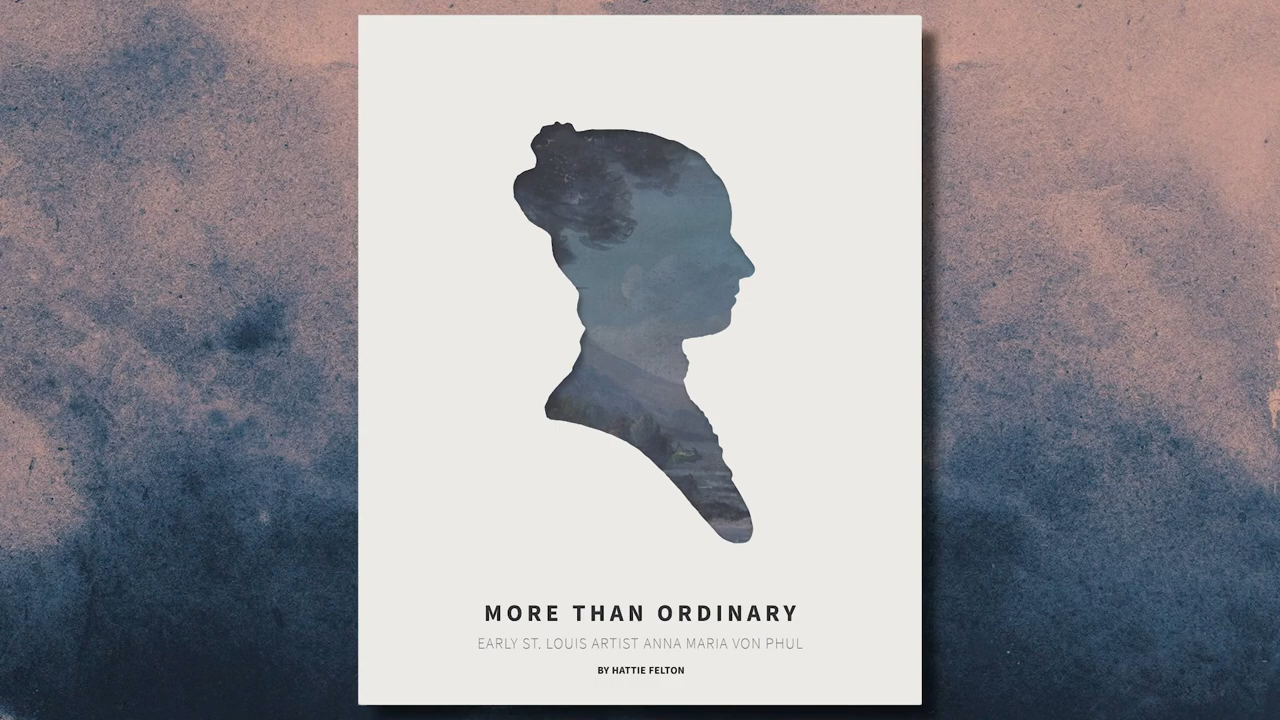 MORE THAN ORDINARY
EARLY ST. LOUIS ARTIST ANNA MARIA VON PHUL
BY HATTIE FELTON